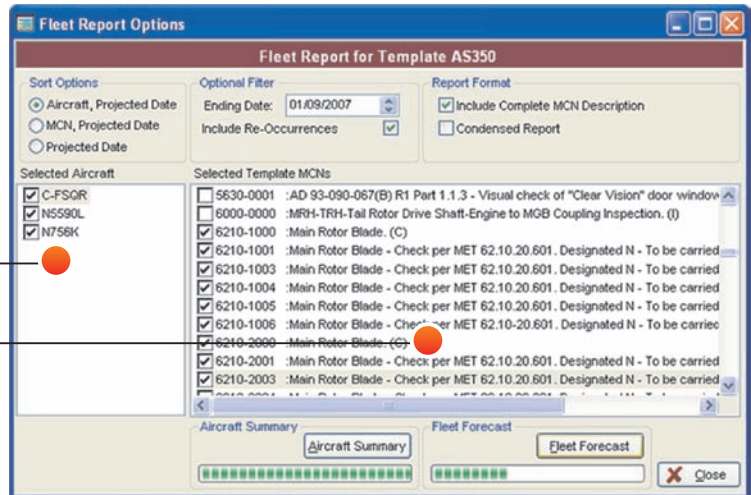 Fleet Report Options
Fleet Report for Template AS350
Sort Options
Aircraft, Projected Date
MCN, Projected Date
Projected Date
Optional Filter
Ending Date: 01/09/2007
Include Re-Occurrences
Report Format
Include Complete MCN Description
Condensed Report
Selected Aircraft
C-FSQR
N5590L
N756K
Selected Template MCNs
5630-0001 :AD 93-090-067(B) R1 Part 1.1.3 - Visual check of "Clear Vision" door window
6000-0000 :MRH-TRH-Tail Rotor Drive Shaft-Engine to MGB Coupling Inspection. (I)
6210-1000 :Main Rotor Blade. (C)
6210-1001 :Main Rotor Blade - Check per MET 62.10.20.601. Designated N - To be carried
6210-1003 :Main Rotor Blade - Check per MET 62.10.20.601. Designated N - To be carried
6210-1004 :Main Rotor Blade - Check per MET 62.10.20.601. Designated N - To be carried
6210-1005 :Main Rotor Blade - Check per MET 62.10.20.601. Designated N - To be carried
6210-1006 :Main Rotor Blade - Check per MET 62.10-20.601. Designated N - To be carried
6210-2000 :Main Rotor Blade. (C)
6210-2001 :Main Rotor Blade - Check per MET 62.10.20.601. Designated N - To be carried
6210-2003 :Main Rotor Blade - Check per MET 62.10.20.601. Designated N - To be carried
Aircraft Summary
Aircraft Summary
Fleet Forecast
Fleet Forecast
Close